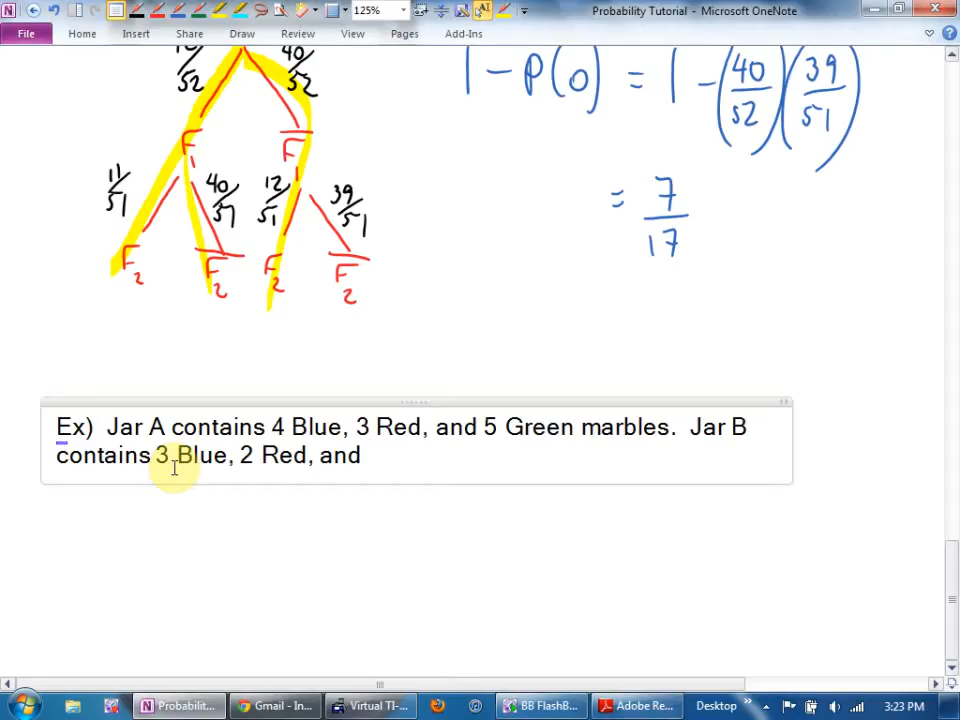 125%
Probability Tutorial - Microsoft OneNote
File Home Insert Share Draw Review View Pages Add-Ins
52
40/52
1 - P(0) = 1 - (40/52)(39/51)
F
F
11/51 40/51 12/51 39/51
= 7/17
F2 F2 F2 F2
Ex) Jar A contains 4 Blue, 3 Red, and 5 Green marbles. Jar B
contains 3 Blue, 2 Red, and
Probabilit... Gmail - In... Virtual TI-... BB FlashB... Adobe Re... Desktop 3:23 PM